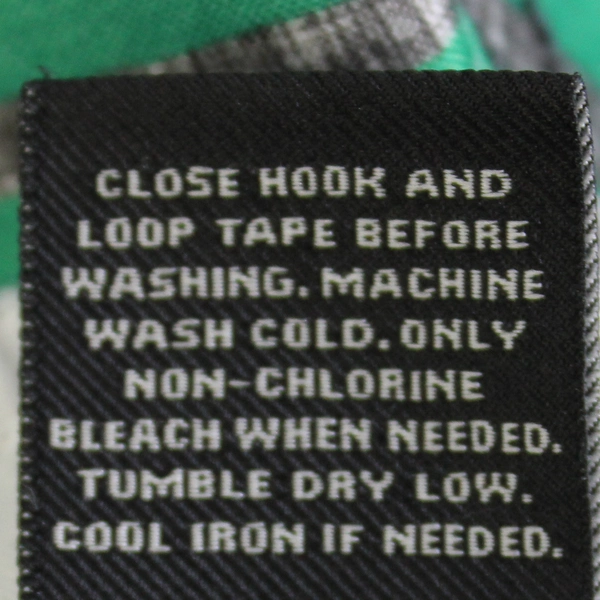 CLOSE HOOK AND
LOOP TAPE BEFORE
WASHING. MACHINE
WASH COLD. ONLY
NON-CHLORINE
BLEACH WHEN NEEDED.
TUMBLE DRY LOW.
COOL IRON IF NEEDED.